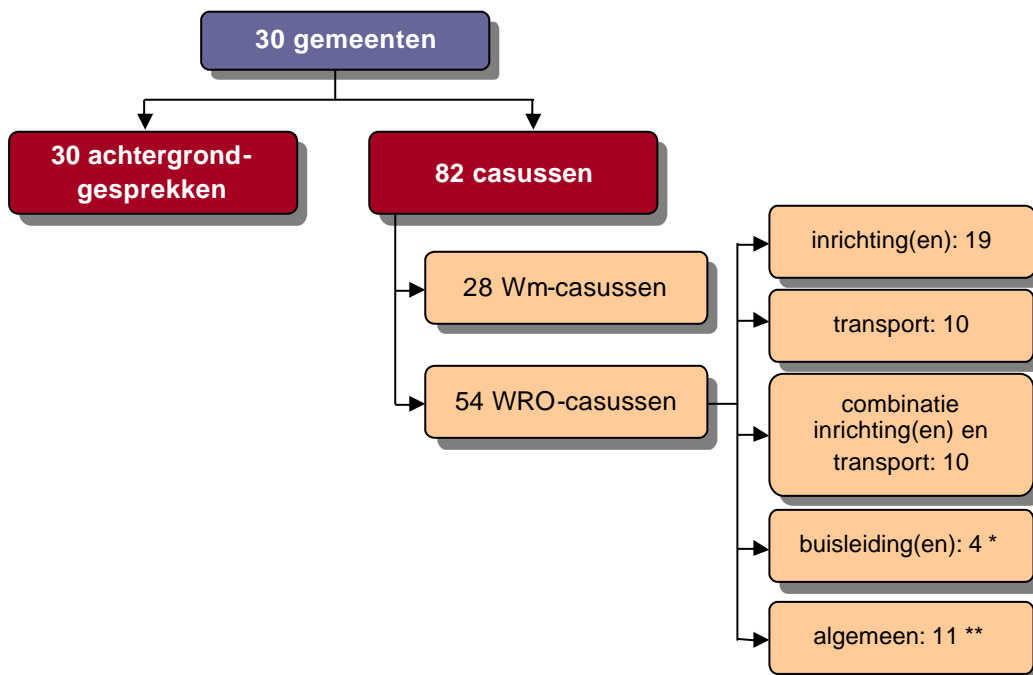 30 gemeenten
30 achtergrond-
gesprekken
82 casussen
28 Wm-casussen
54 WRO-casussen
inrichting(en): 19
transport: 10
combinatie
inrichting(en) en
transport: 10
buisleiding(en): 4 *
algemeen: 11 **